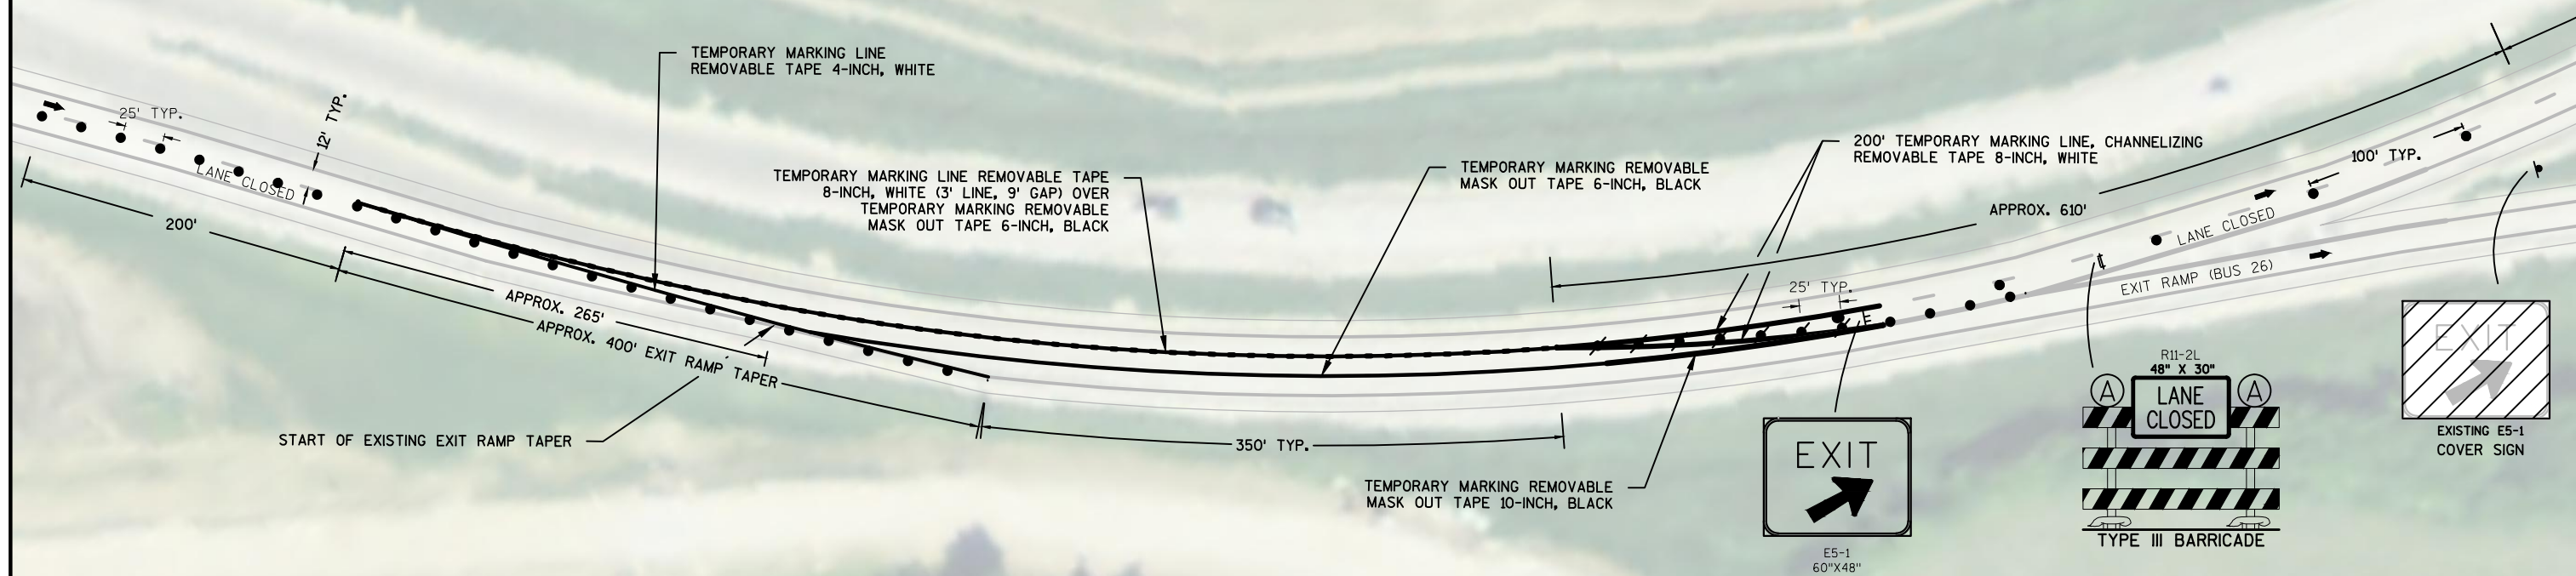 TEMPORARY MARKING LINE
REMOVABLE TAPE 4-INCH, WHITE
25' TYP.
12' TYP.
LANE CLOSED
200'
APPROX. 265'
APPROX. 400' EXIT RAMP TAPER
START OF EXISTING EXIT RAMP TAPER
TEMPORARY MARKING LINE REMOVABLE TAPE
8-INCH, WHITE (3' LINE, 9' GAP) OVER
TEMPORARY MARKING REMOVABLE
MASK OUT TAPE 6-INCH, BLACK
TEMPORARY MARKING REMOVABLE
MASK OUT TAPE 6-INCH, BLACK
200' TEMPORARY MARKING LINE, CHANNELIZING
REMOVABLE TAPE 8-INCH, WHITE
APPROX. 610'
100' TYP.
25' TYP.
LANE CLOSED
EXIT RAMP (BUS 26)
350' TYP.
TEMPORARY MARKING REMOVABLE
MASK OUT TAPE 10-INCH, BLACK
EXIT
E5-1
60"X48"
R11-2L
48" X 30"
A
LANE
CLOSED
A
TYPE III BARRICADE
EXIT
EXISTING E5-1
COVER SIGN